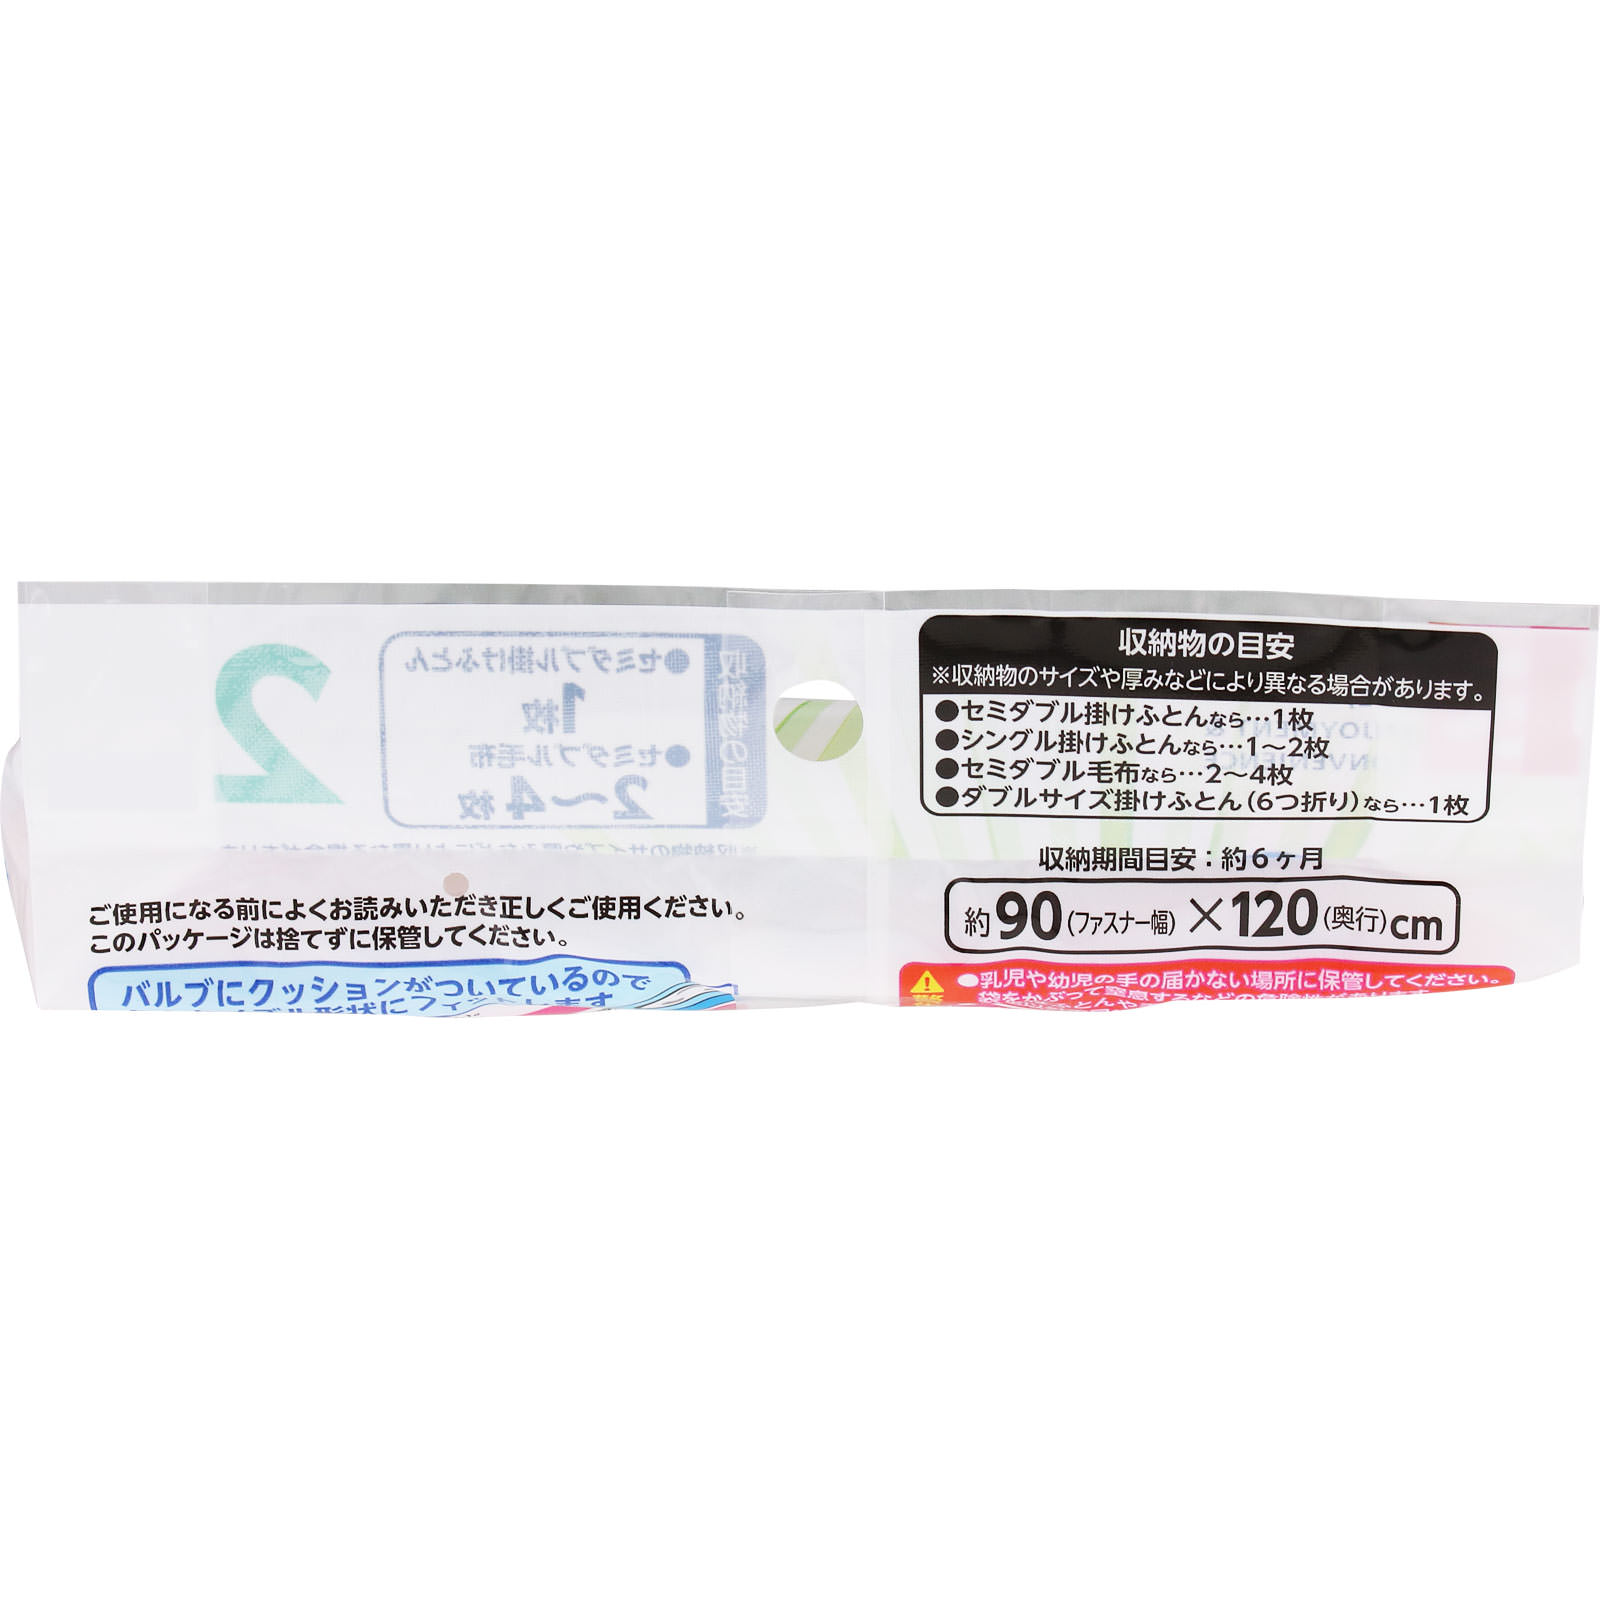 ご使用になる前によくお読みいただき正しくご使用ください。
このパッケージは捨てずに保管してください。
バルブにクッションがついているので
収納物の目安
※収納物のサイズや厚みなどにより異なる場合があります。
●セミダブル掛けふとんなら…1枚
●シングル掛けふとんなら…1〜2枚
●セミダブル毛布なら…2〜4枚
●ダブルサイズ掛けふとん(6つ折り)なら…1枚
収納期間目安：約6ヶ月
約90(ファスナー幅)×120(奥行)cm
●乳児や幼児の手の届かない場所に保管してください。
収納物の目安
●セミダブル掛けふとん
1枚
●セミダブル毛布
2〜4枚
2